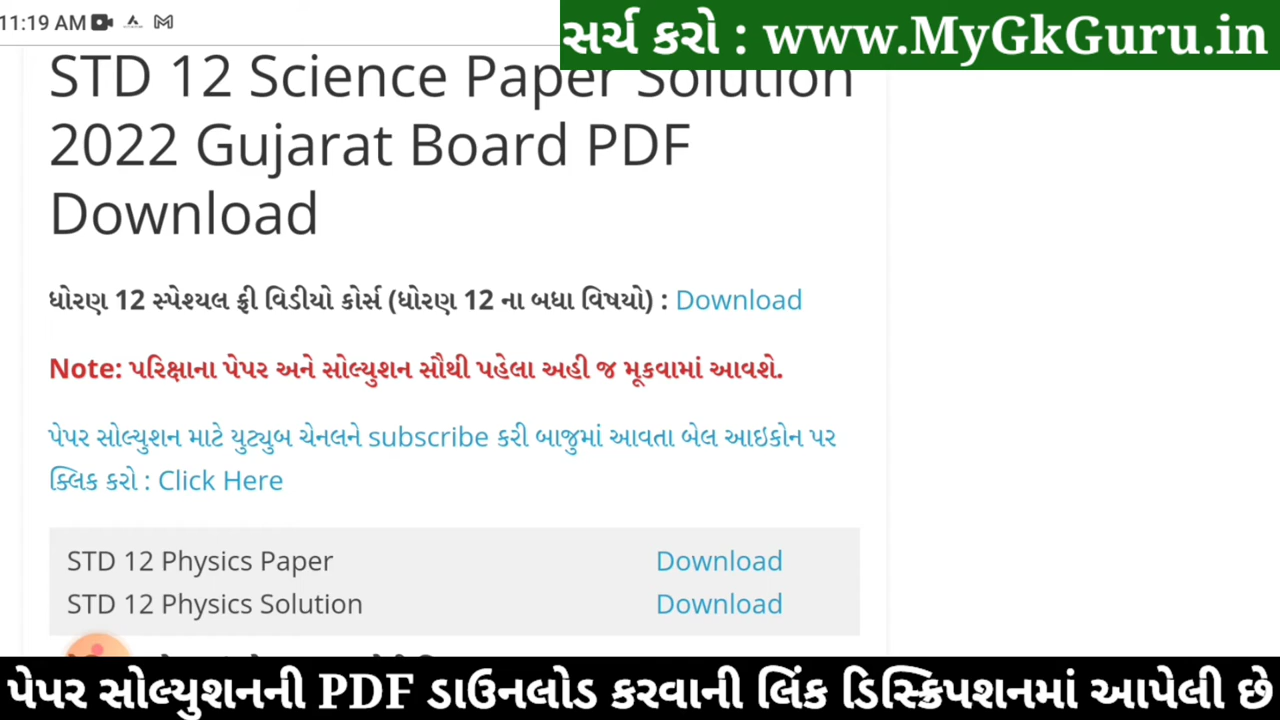 11:19 AM
સર્ચ કરો : www.MyGkGuru.in
STD 12 Science Paper Solution
2022 Gujarat Board PDF
Download
ધોરણ 12 સ્પેશ્યલ ફ્રી વિડીયો કોર્સ (ધોરણ 12 ના બધા વિષયો) : Download
Note: પરિક્ષાના પેપર અને સોલ્યુશન સૌથી પહેલા અહી જ મૂકવામાં આવશે.
પેપર સોલ્યુશન માટે યુટ્યુબ ચેનલને subscribe કરી બાજુમાં આવતા બેલ આઇકોન પર
ક્લિક કરો : Click Here
STD 12 Physics Paper Download
STD 12 Physics Solution Download
પેપર સોલ્યુશનની PDF ડાઉનલોડ કરવાની લિંક ડિસ્ક્રિપશનમાં આપેલી છે